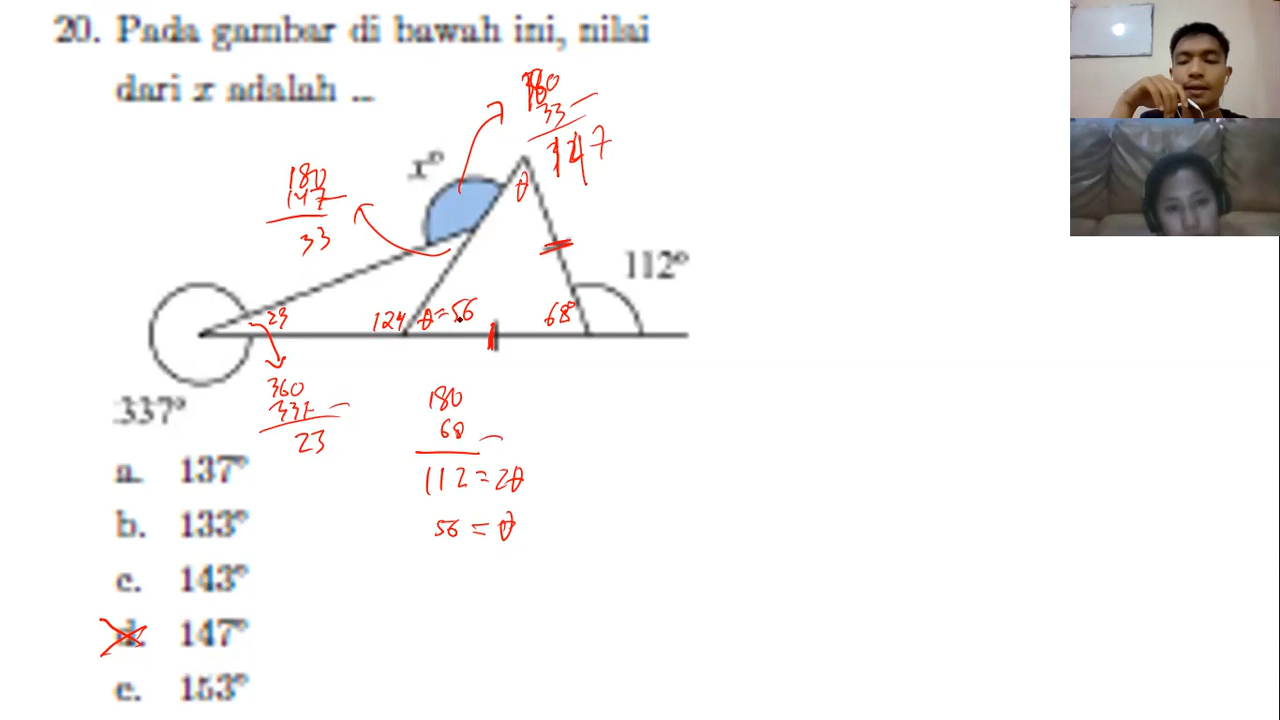 20. Pada gambar di bawah ini, nilai
dari x adalah ...
180
33 -
147
x°
θ
180
147 -
33
112°
23
124
θ=56
68°
337°
360
337 -
23
180
68 -
112 = 2θ
56 = θ
a. 137°
b. 133°
c. 143°
d. 147°
e. 153°